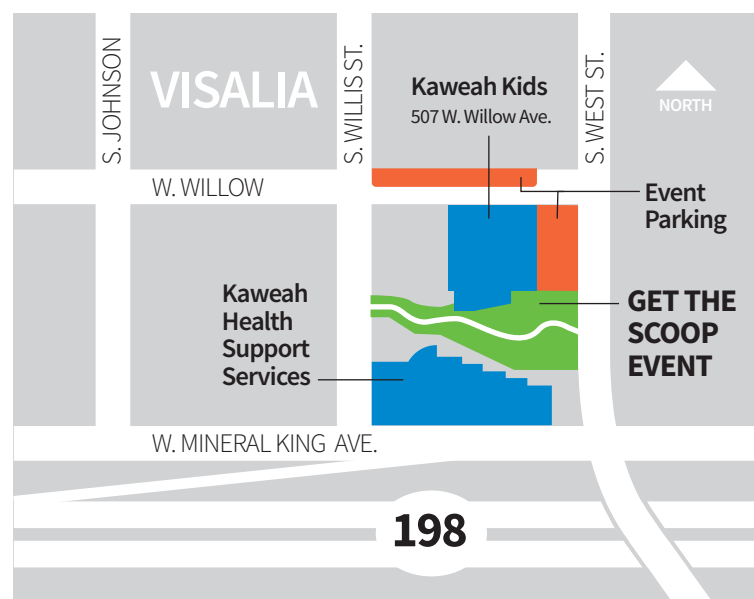 S. JOHNSON
VISALIA
S. WILLIS ST.
Kaweah Kids
507 W. Willow Ave.
S. WEST ST.
NORTH
W. WILLOW
Event
Parking
Kaweah
Health
Support
Services
GET THE
SCOOP
EVENT
W. MINERAL KING AVE.
198